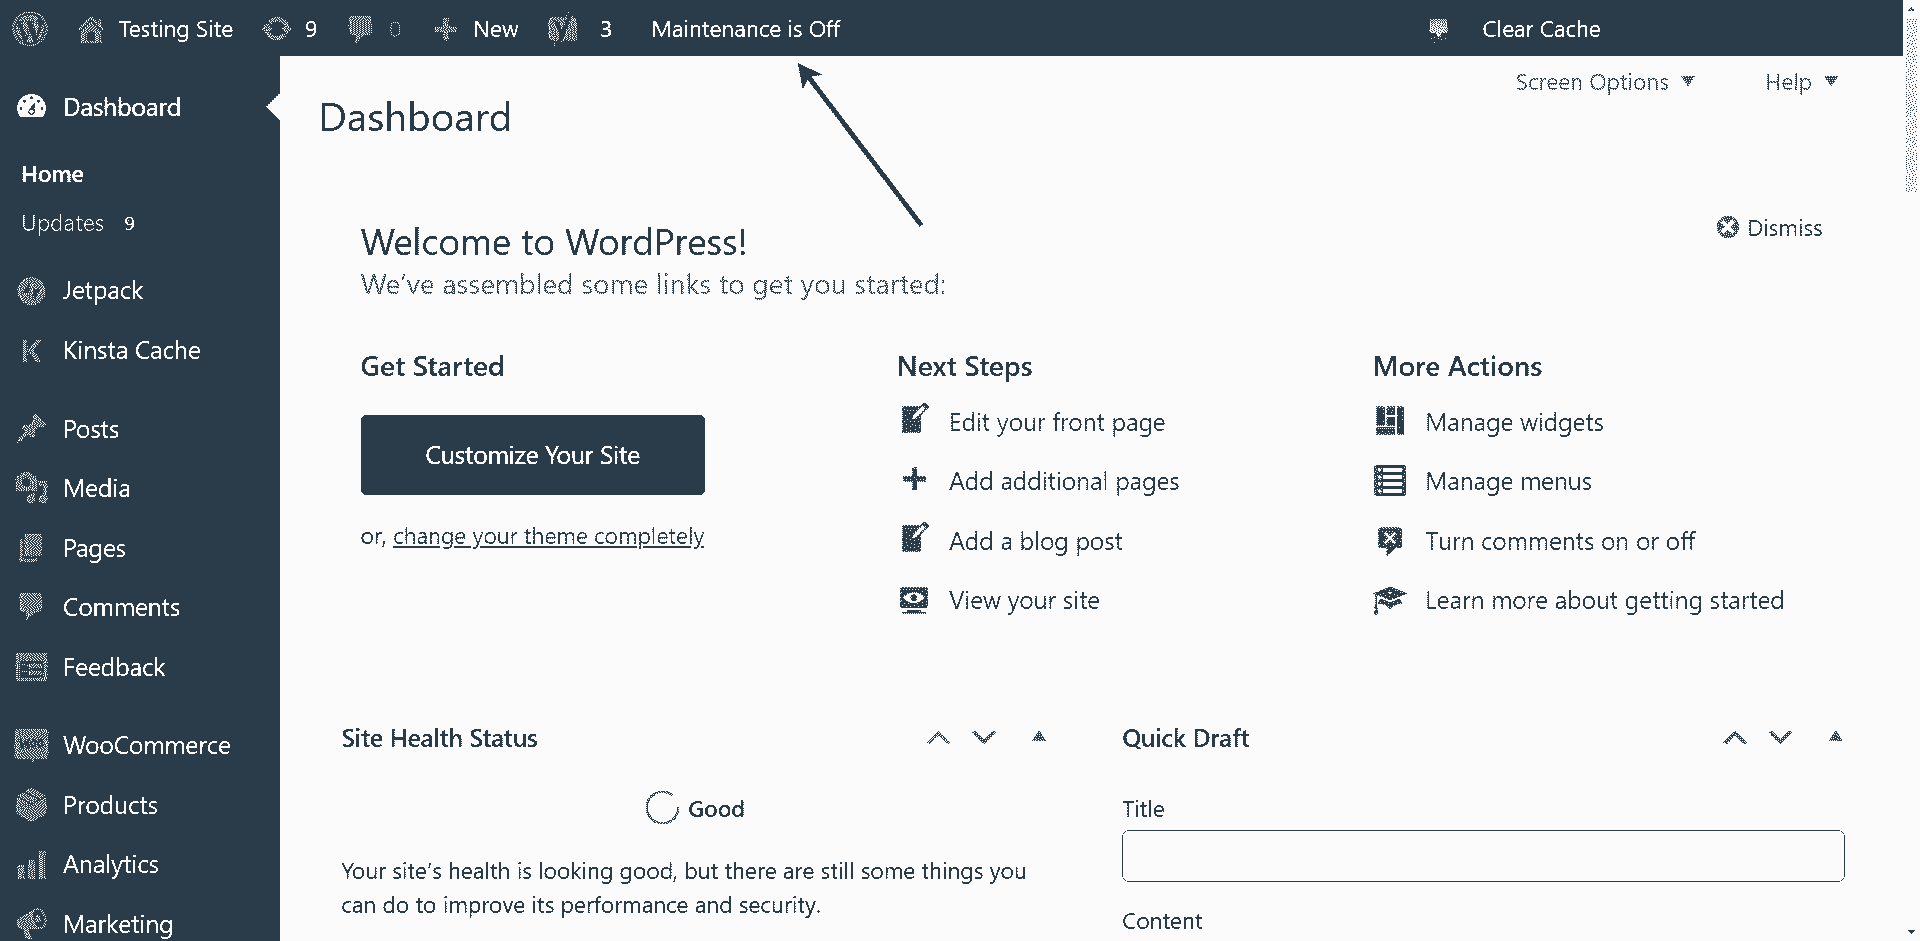 Testing Site 9 0 New 3 Maintenance is Off Clear Cache
Screen Options Help
Dashboard
Home
Updates 9
Jetpack
Kinsta Cache
Posts
Media
Pages
Comments
Feedback
WooCommerce
Products
Analytics
Marketing
Dashboard
Welcome to WordPress!
We've assembled some links to get you started:
Dismiss
Get Started
Customize Your Site
or, change your theme completely
Next Steps
Edit your front page
Add additional pages
Add a blog post
View your site
More Actions
Manage widgets
Manage menus
Turn comments on or off
Learn more about getting started
Site Health Status
Good
Your site's health is looking good, but there are still some things you
can do to improve its performance and security.
Quick Draft
Title
Content